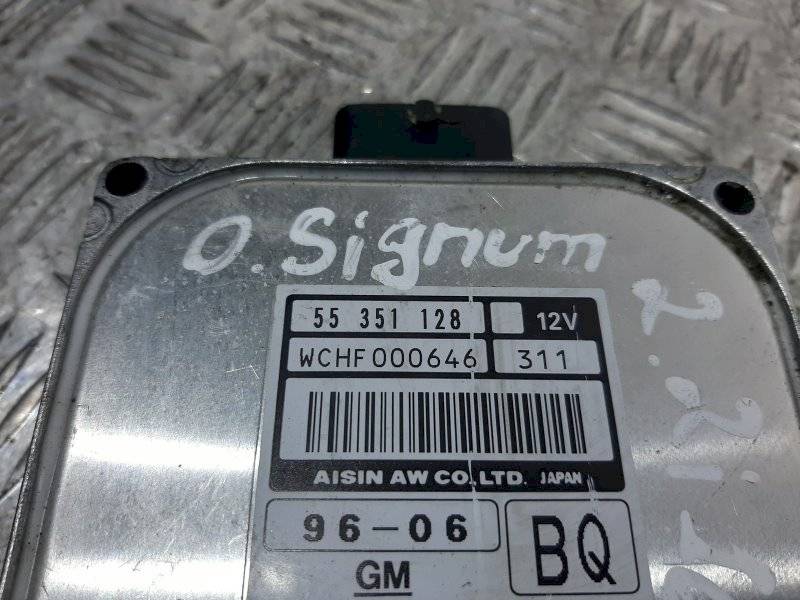 O. Signum
55 351 128 12V
WCHF000646 311
AISIN AW CO.,LTD. JAPAN
96-06 BQ
GM